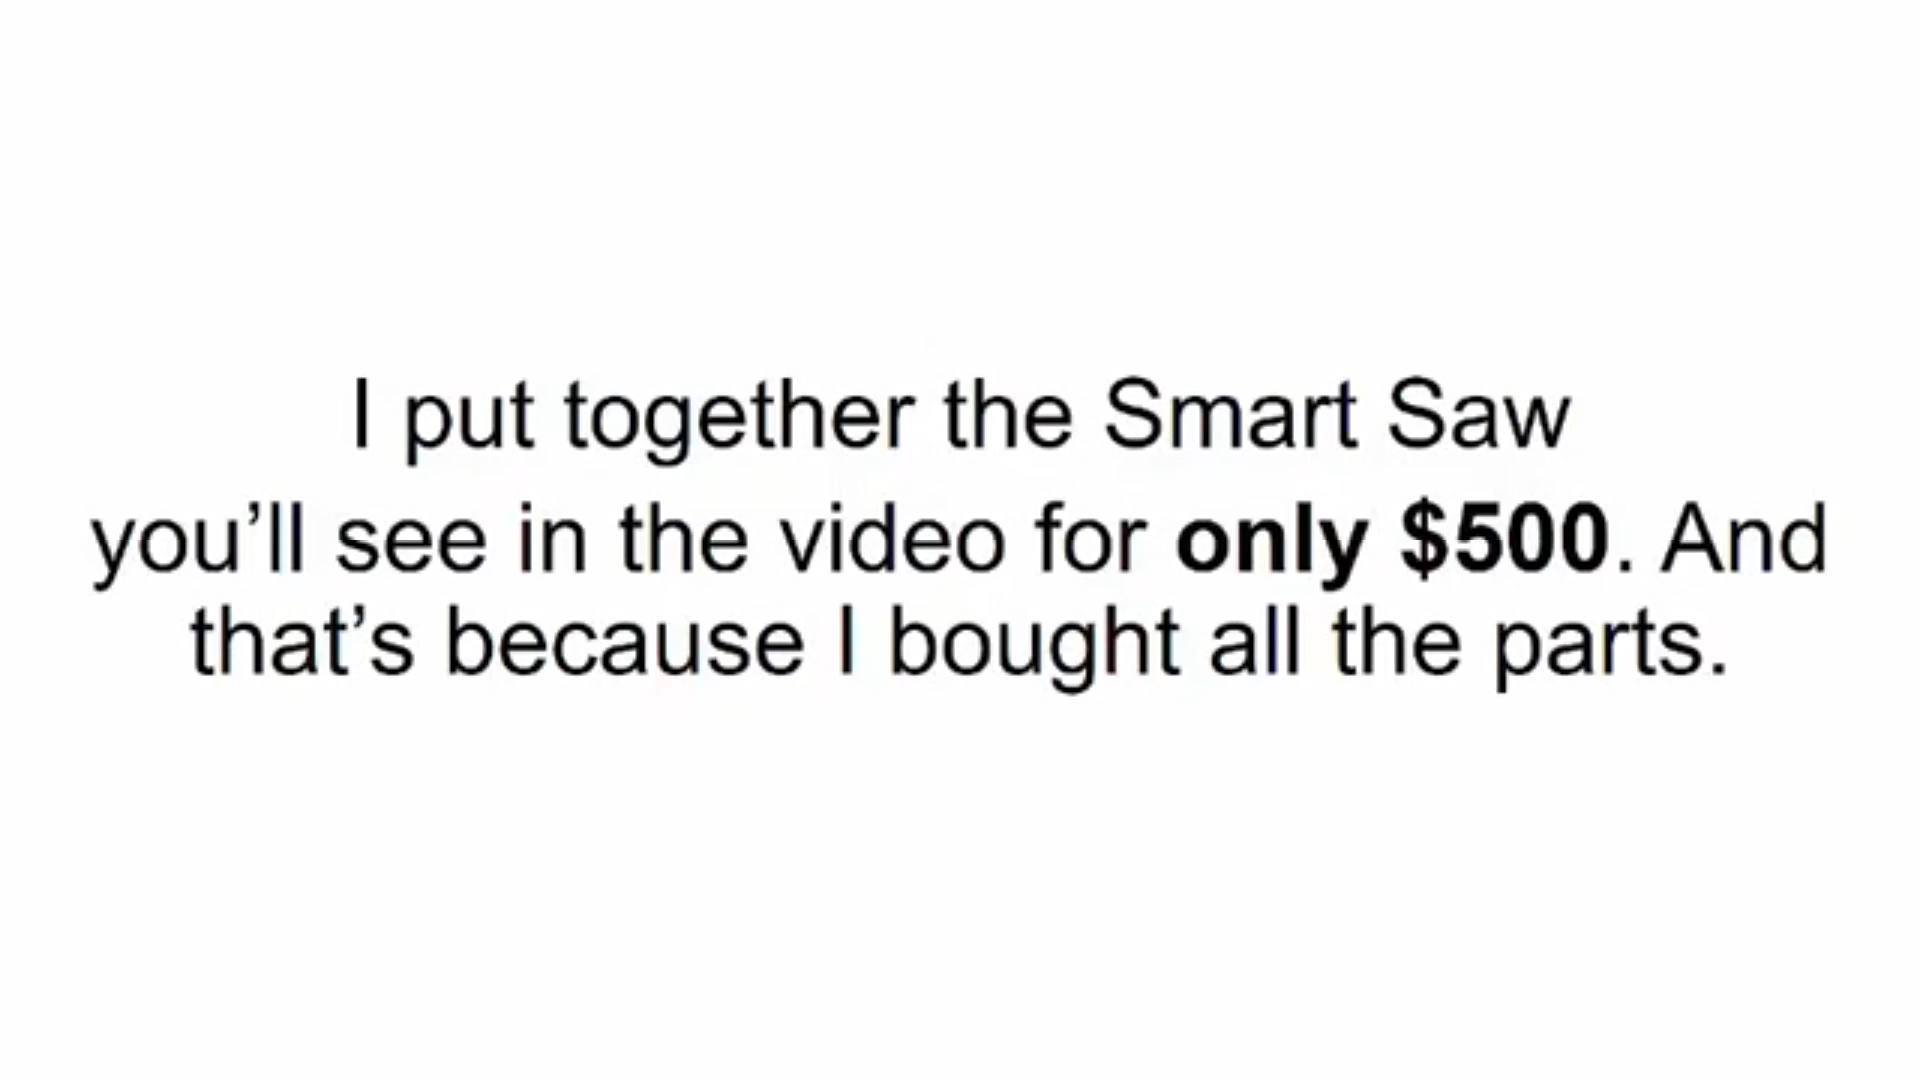 I put together the Smart Saw
you’ll see in the video for only $500. And
that’s because I bought all the parts.